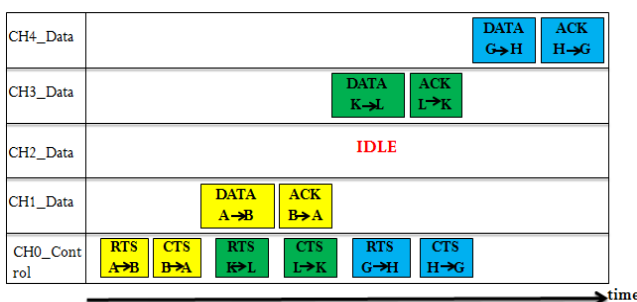 CH4_Data
DATA
G→H
ACK
H→G
CH3_Data
DATA
K→L
ACK
L→K
CH2_Data
IDLE
CH1_Data
DATA
A→B
ACK
B→A
CH0_Cont
rol
RTS
A→B
CTS
B→A
RTS
K→L
CTS
L→K
RTS
G→H
CTS
H→G
time